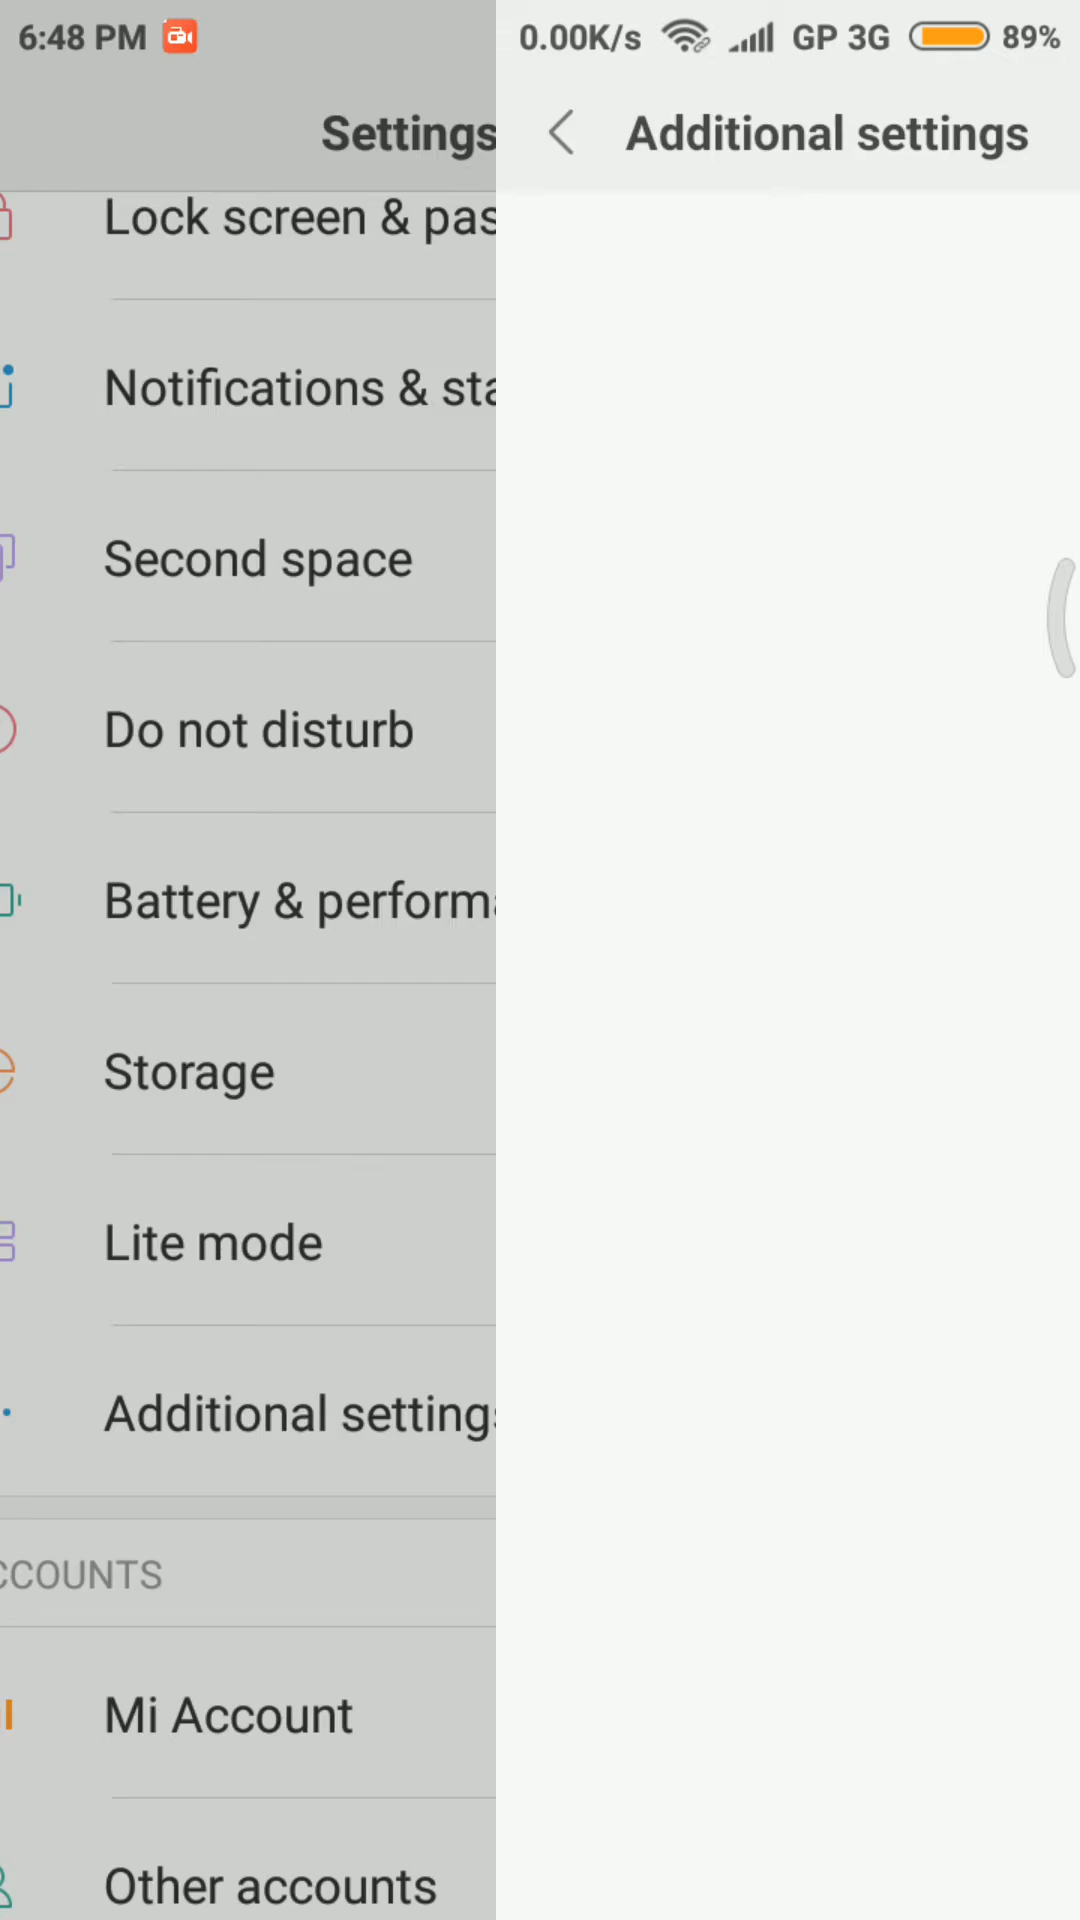 6:48 PM 0.00K/s GP 3G 89%
Settings
Additional settings
Lock screen & pas
Notifications & sta
Second space
Do not disturb
Battery & performa
Storage
Lite mode
Additional settings
CCOUNTS
Mi Account
Other accounts